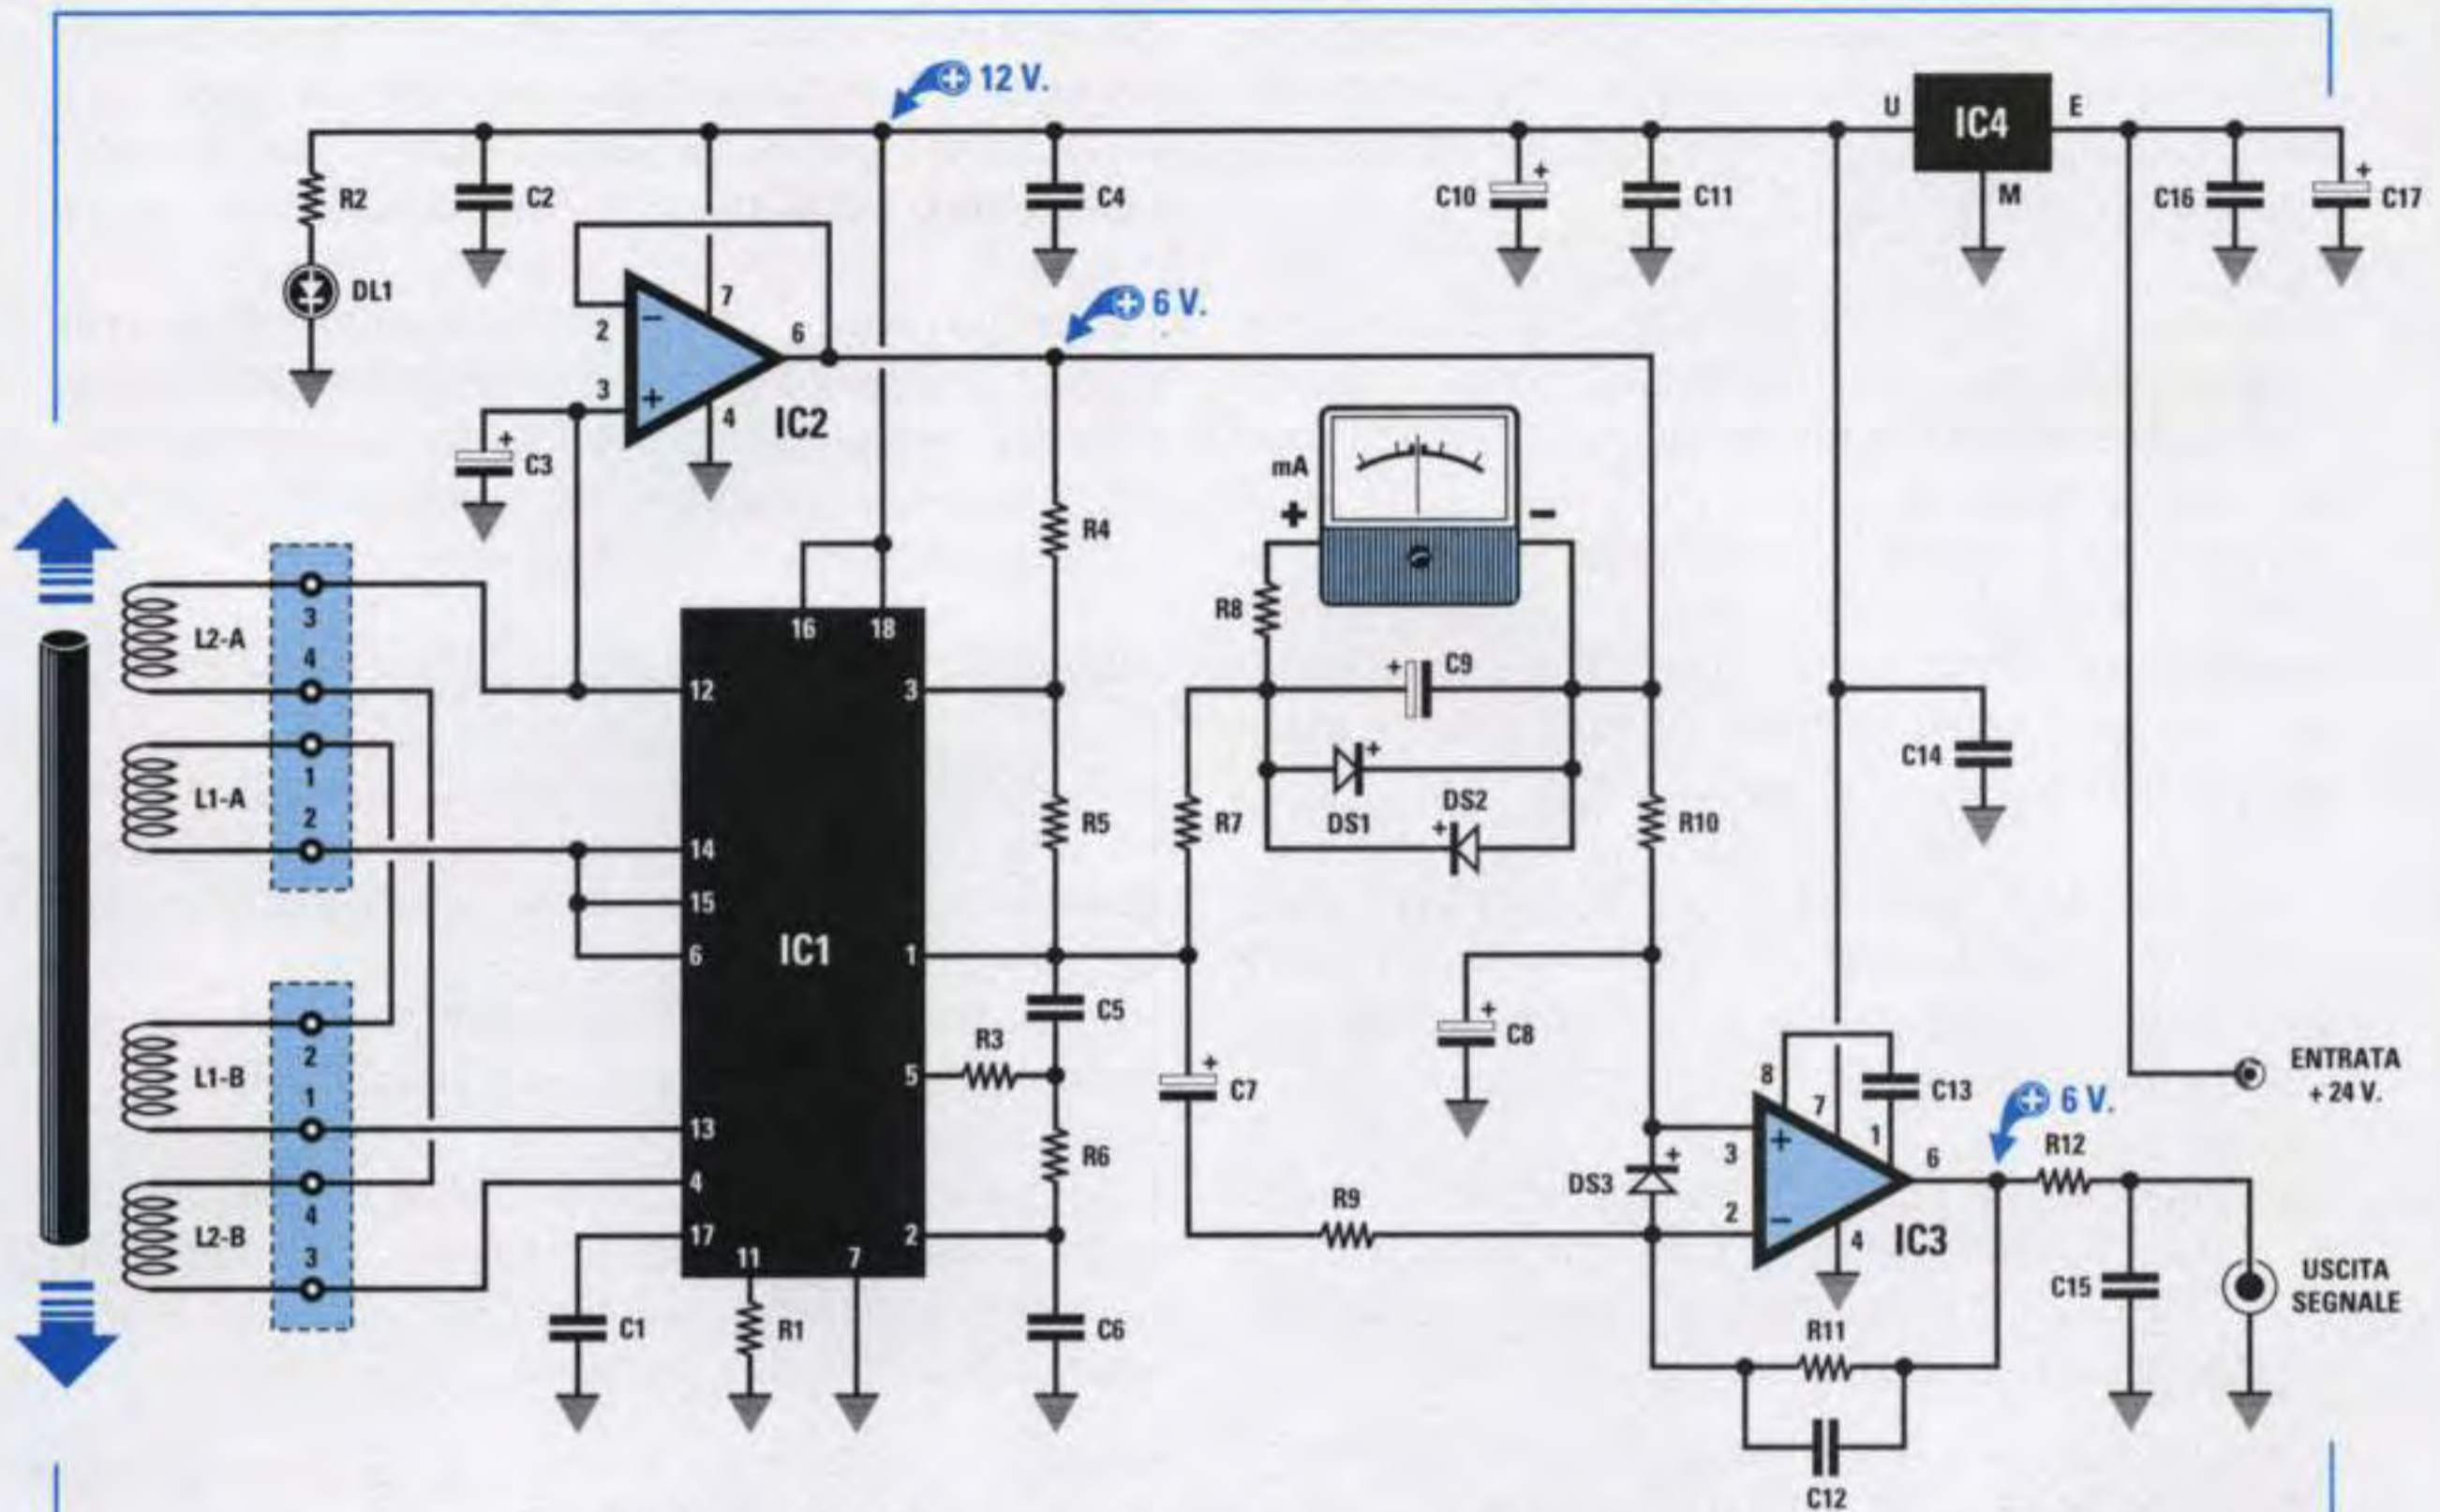 + 12 V.
U
IC4
E
M
R2
C2
C4
C10
+
C11
C16
+
C17
DL1
+ 6 V.
7
2
−
6
3
+
4
IC2
+
C3
mA
+
−
R4
R8
+
C9
3
4
L2-A
16
18
12
3
1
2
L1-A
14
15
6
IC1
R5
R7
+
DS1
DS2
+
R10
C14
1
C5
R3
5
+
C7
+
C8
2
1
L1-B
13
4
17
4
3
L2-B
11
7
2
R6
C1
R1
C6
R9
DS3
+
8
7
C13
1
3
+
2
−
6
4
IC3
+ 6 V.
R12
C15
R11
C12
ENTRATA
+ 24 V.
USCITA
SEGNALE